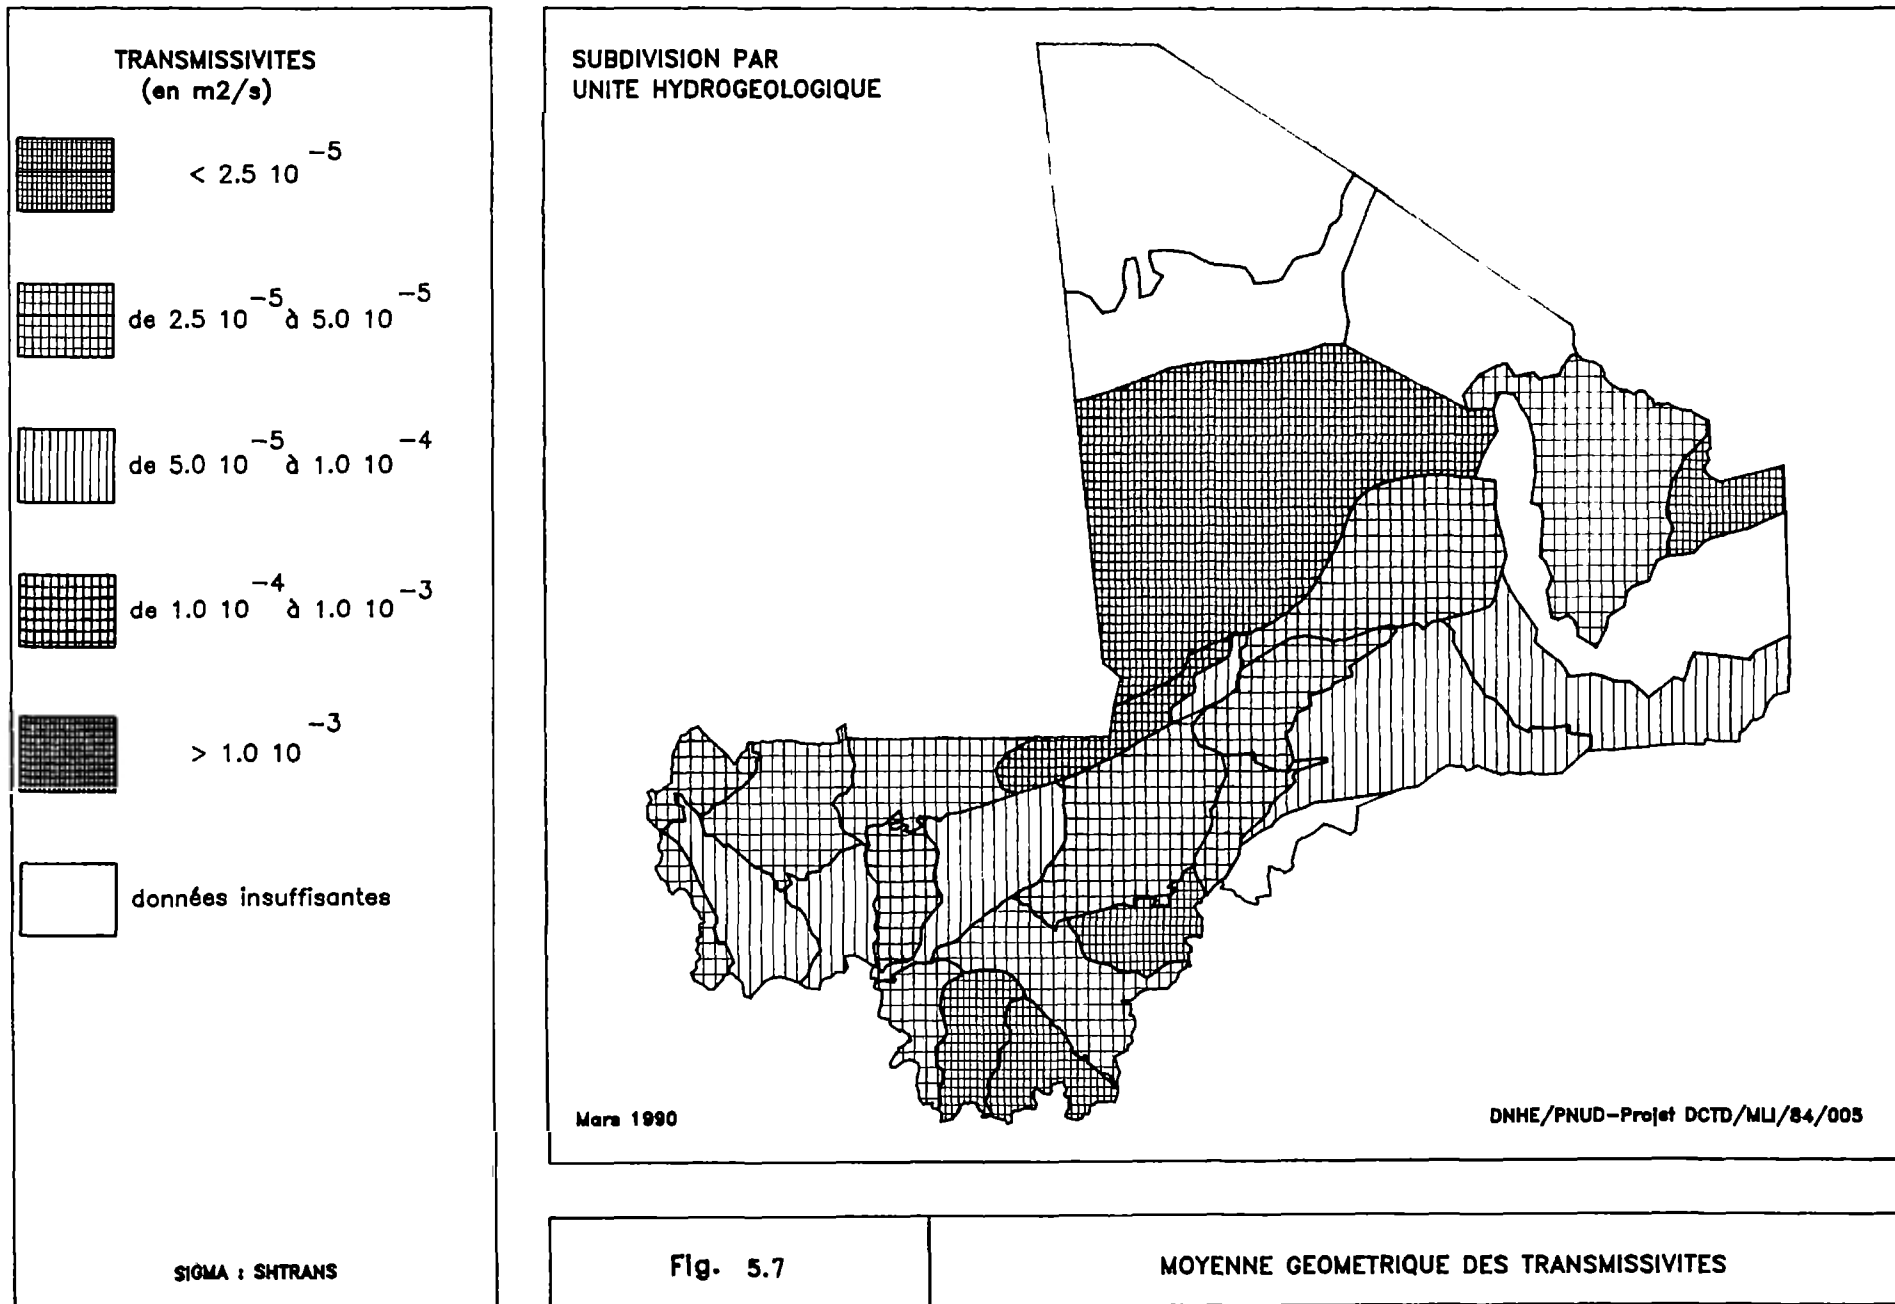 TRANSMISSIVITES
(en m2/s)
< 2.5 10 -5
de 2.5 10 -5 à 5.0 10 -5
de 5.0 10 -5 à 1.0 10 -4
de 1.0 10 -4 à 1.0 10 -3
> 1.0 10 -3
données insuffisantes
SIGMA : SHTRANS
SUBDIVISION PAR
UNITE HYDROGEOLOGIQUE
Mars 1990
DNHE/PNUD-Projet DCTD/MLI/84/005
Fig. 5.7
MOYENNE GEOMETRIQUE DES TRANSMISSIVITES